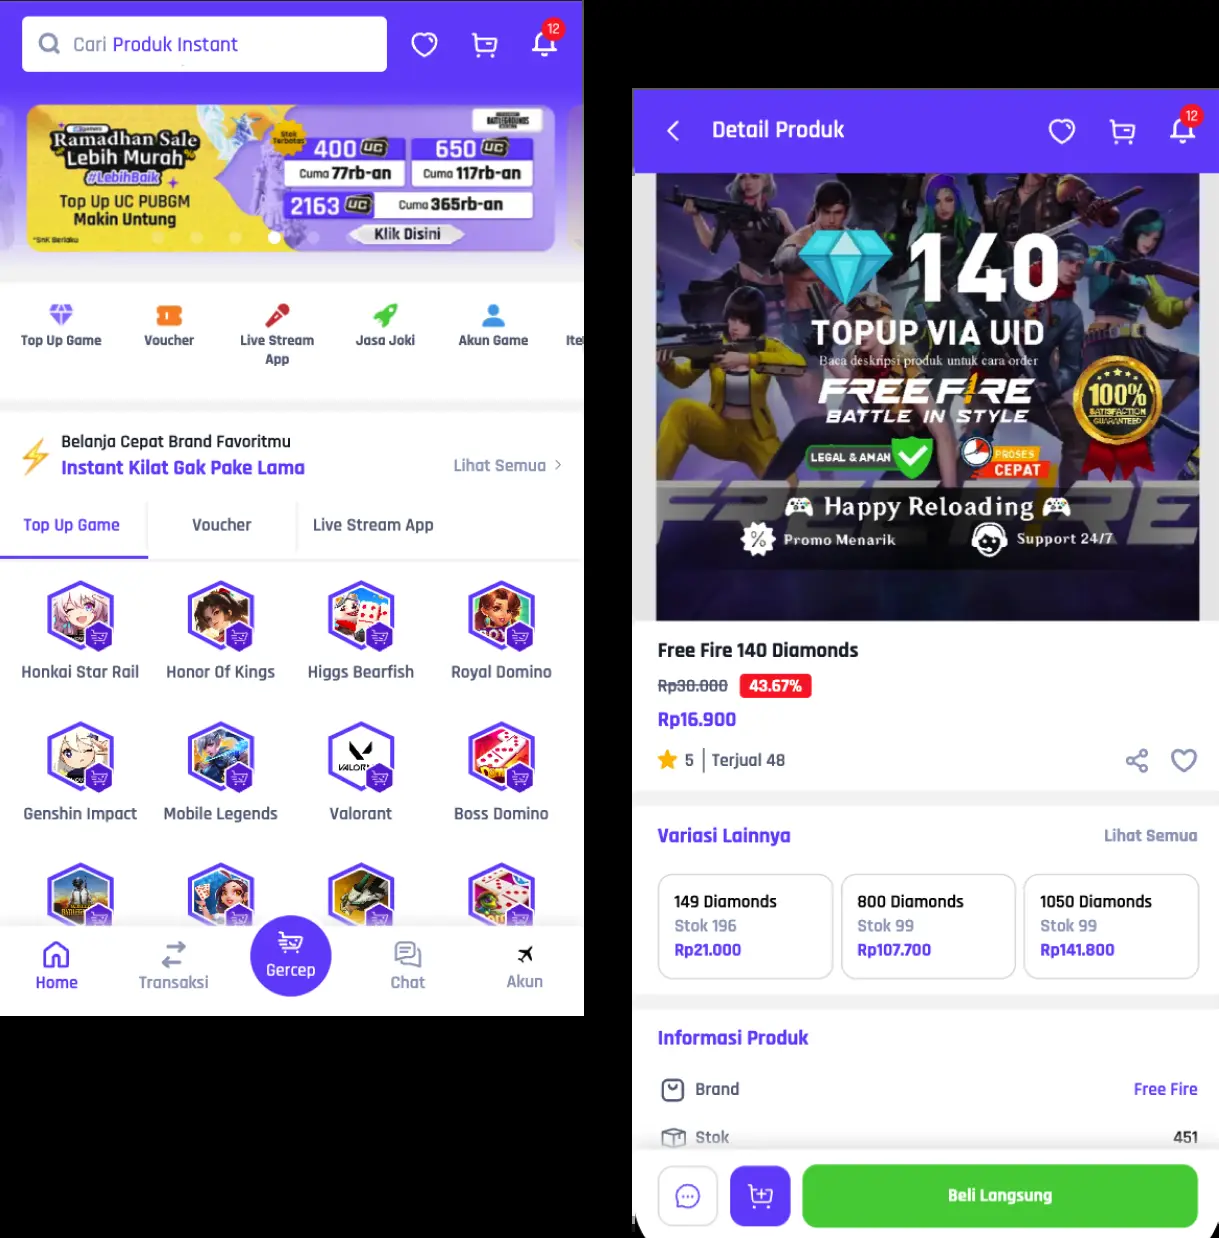 Cari Produk Instant
12
Ramadhan Sale
Lebih Murah
#LebihBaik
Top Up UC PUBGM
Makin Untung
*SnK Berlaku
Stok
Terbatas
BATTLEGROUNDS
400 UC
Cuma 77rb-an
650 UC
Cuma 117rb-an
2163 UC
Cuma 365rb-an
Klik Disini
Top Up Game
Voucher
Live Stream
App
Jasa Joki
Akun Game
Ite
Belanja Cepat Brand Favoritmu
Instant Kilat Gak Pake Lama
Lihat Semua
Top Up Game
Voucher
Live Stream App
Honkai Star Rail
Honor Of Kings
Higgs Bearfish
Royal Domino
VALOR
Genshin Impact
Mobile Legends
Valorant
Boss Domino
Home
Transaksi
Gercep
Chat
Akun
Detail Produk
12
140
TOPUP VIA UID
Baca deskripsi produk untuk cara order
FREE FIRE
BATTLE IN STYLE
100%
SATISFACTION
GUARANTEED
LEGAL & AMAN
PROSES
CEPAT
FREE FIRE
Happy Reloading
% Promo Menarik
Support 24/7
Free Fire 140 Diamonds
Rp30.000
43.67%
Rp16.900
5
Terjual 48
Variasi Lainnya
Lihat Semua
149 Diamonds
Stok 196
Rp21.000
800 Diamonds
Stok 99
Rp107.700
1050 Diamonds
Stok 99
Rp141.800
Informasi Produk
Brand
Free Fire
Stok
451
Beli Langsung